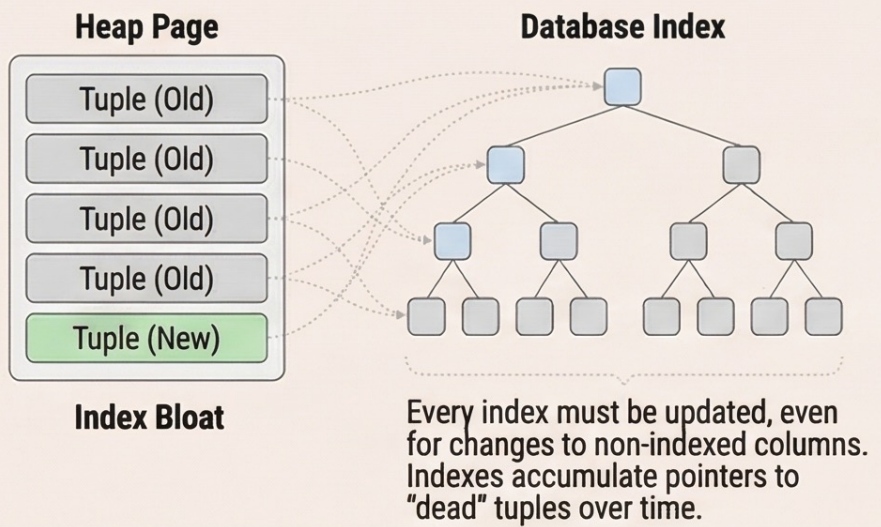 Heap Page
Tuple (Old)
Tuple (Old)
Tuple (Old)
Tuple (Old)
Tuple (New)
Index Bloat
Database Index
Every index must be updated, even
for changes to non-indexed columns.
Indexes accumulate pointers to
“dead” tuples over time.